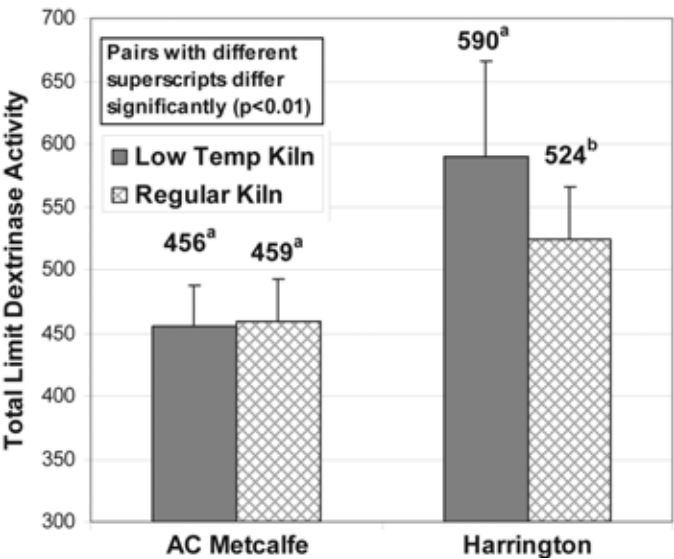 700
650
600
550
500
450
400
350
300
Total Limit Dextrinase Activity
Pairs with different
superscripts differ
significantly (p<0.01)
Low Temp Kiln
Regular Kiln
456ᵃ
459ᵃ
590ᵃ
524ᵇ
AC Metcalfe
Harrington